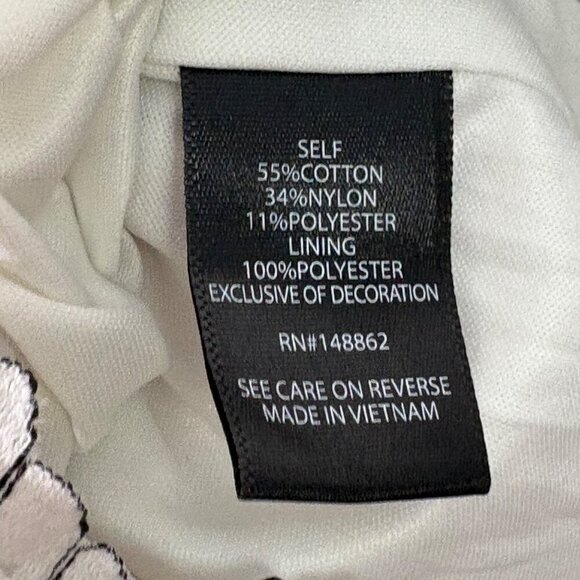 SELF
55%COTTON
34%NYLON
11%POLYESTER
LINING
100%POLYESTER
EXCLUSIVE OF DECORATION
RN#148862
SEE CARE ON REVERSE
MADE IN VIETNAM